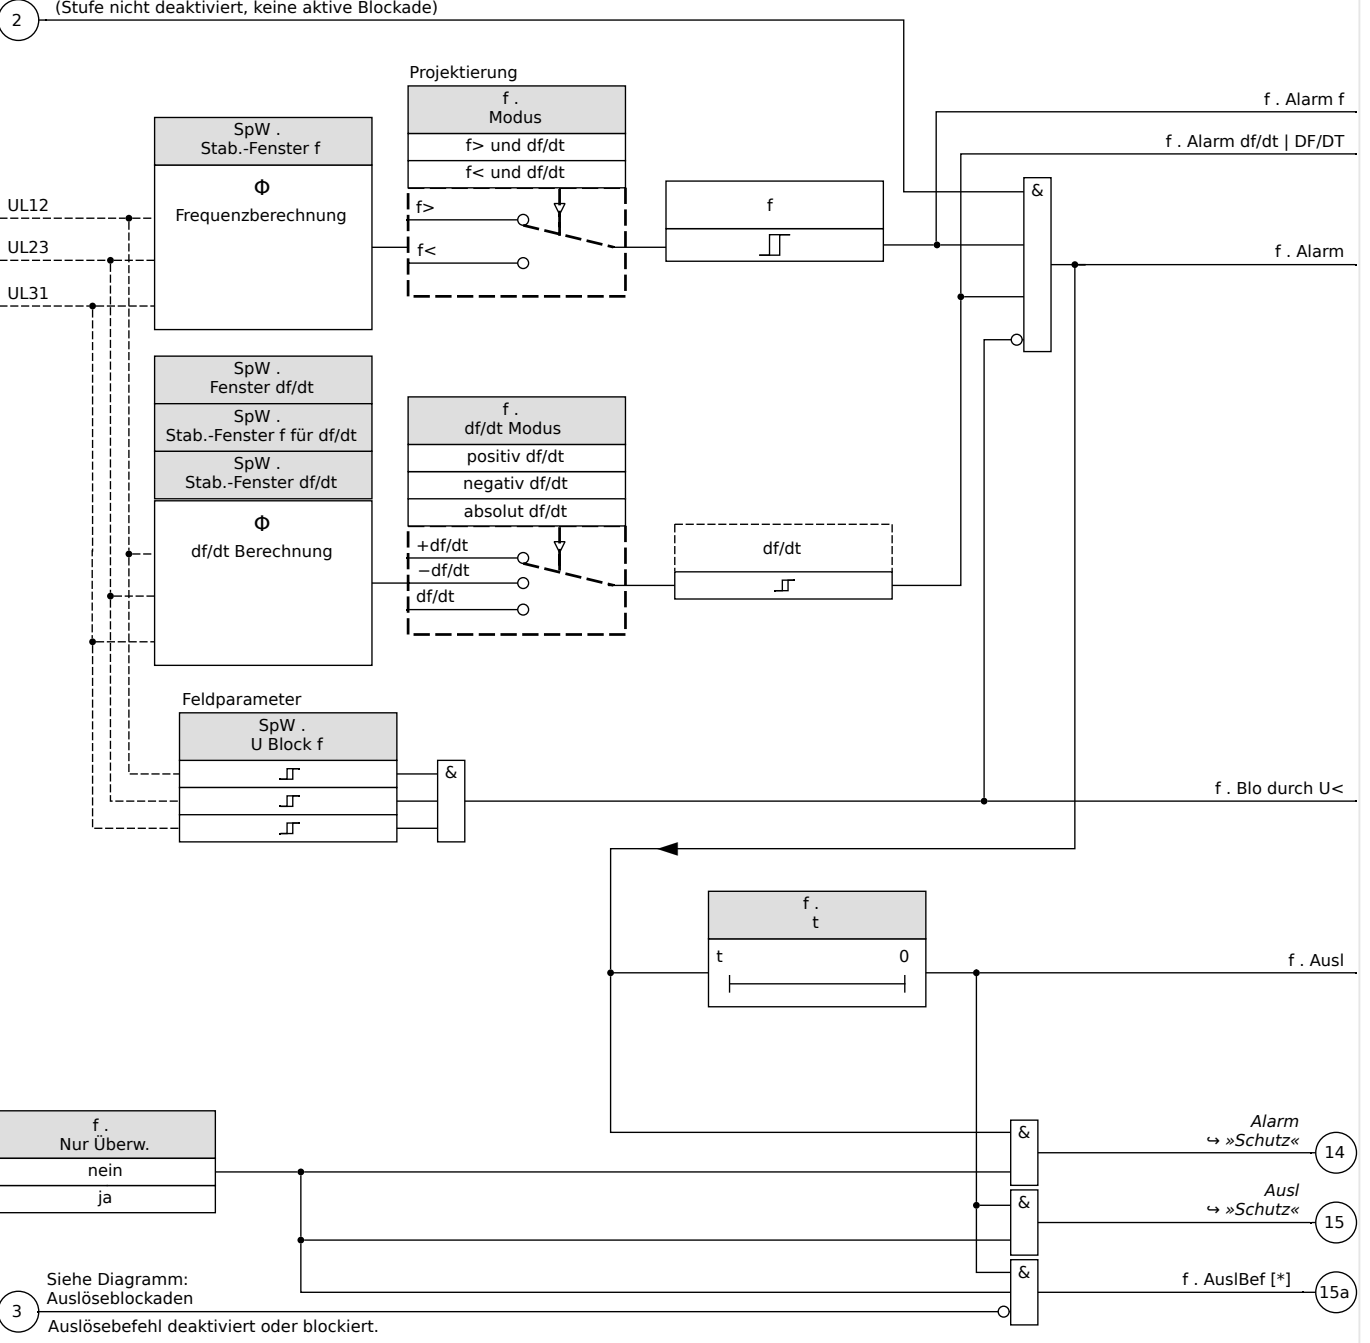 (Stufe nicht deaktiviert, keine aktive Blockade)
2
Projektierung
f .
Modus
f> und df/dt
f< und df/dt
f>
f<
SpW .
Stab.-Fenster f
Φ
Frequenzberechnung
UL12
UL23
UL31
f
&
f . Alarm f
f . Alarm df/dt | DF/DT
f . Alarm
SpW .
Fenster df/dt
SpW .
Stab.-Fenster f für df/dt
SpW .
Stab.-Fenster df/dt
Φ
df/dt Berechnung
f .
df/dt Modus
positiv df/dt
negativ df/dt
absolut df/dt
+df/dt
−df/dt
df/dt
df/dt
Feldparameter
SpW .
U Block f
&
f . Blo durch U<
f .
t
t 0
f . Ausl
f .
Nur Überw.
nein
ja
&
Alarm
↪ »Schutz«
14
&
Ausl
↪ »Schutz«
15
&
f . AuslBef [*]
15a
Siehe Diagramm:
Auslöseblockaden
3
Auslösebefehl deaktiviert oder blockiert.